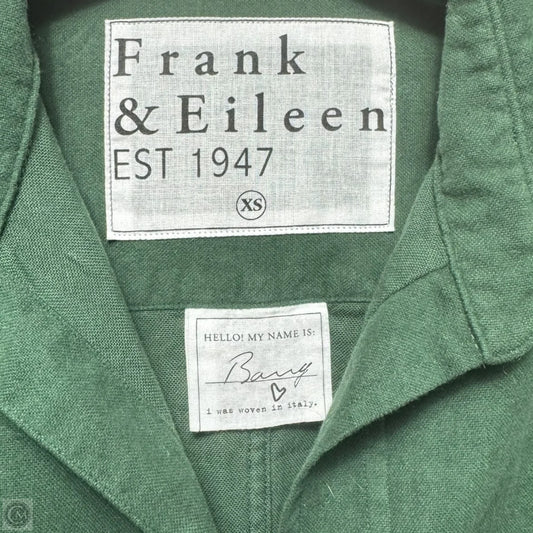 Frank
& Eileen
EST 1947
XS
HELLO! MY NAME IS:
Barry
i was woven in italy.